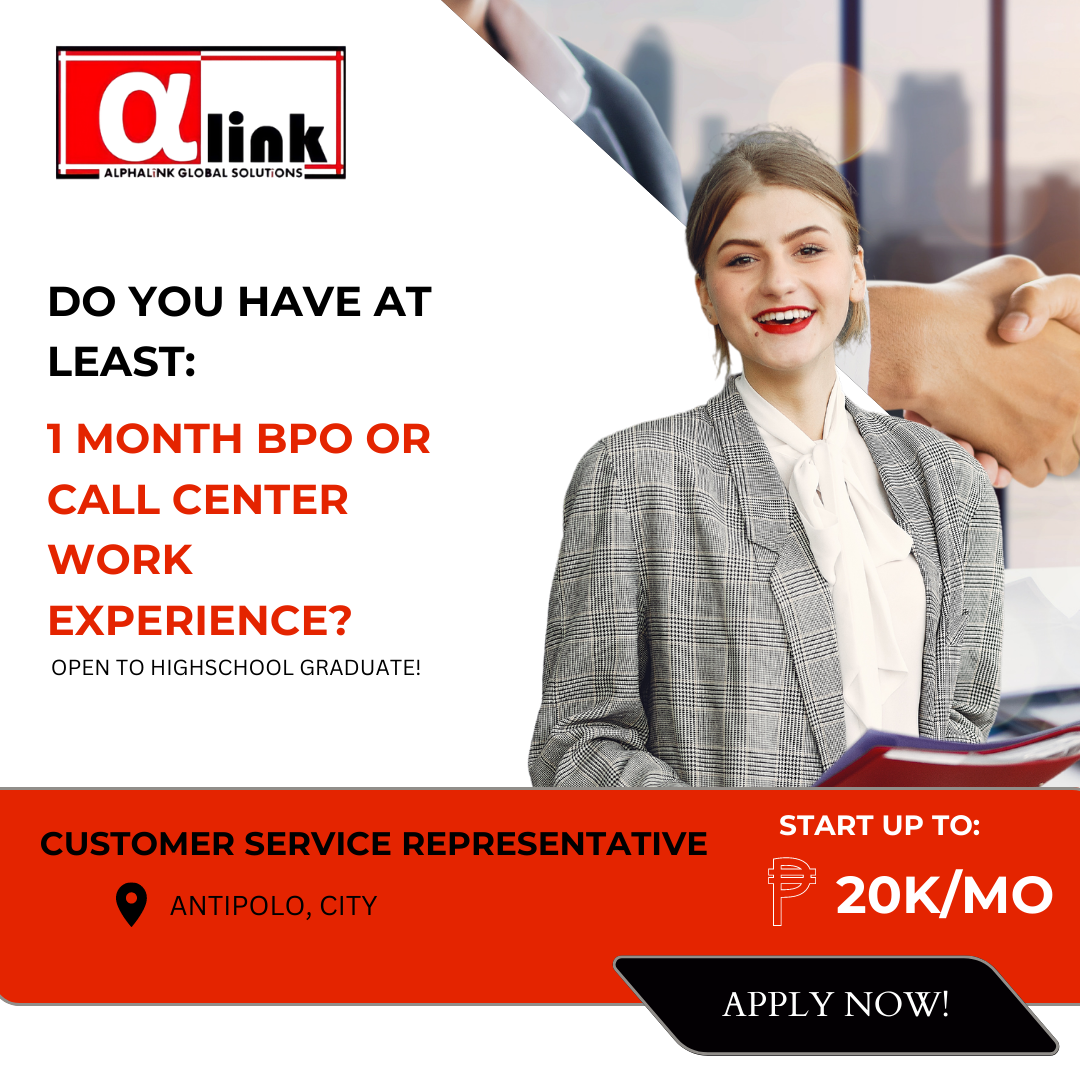 αlink
ALPHALiNK GLOBAL SOLUTiONS
DO YOU HAVE AT
LEAST:
1 MONTH BPO OR
CALL CENTER
WORK
EXPERIENCE?
OPEN TO HIGHSCHOOL GRADUATE!
CUSTOMER SERVICE REPRESENTATIVE
ANTIPOLO, CITY
START UP TO:
₱ 20K/MO
APPLY NOW!